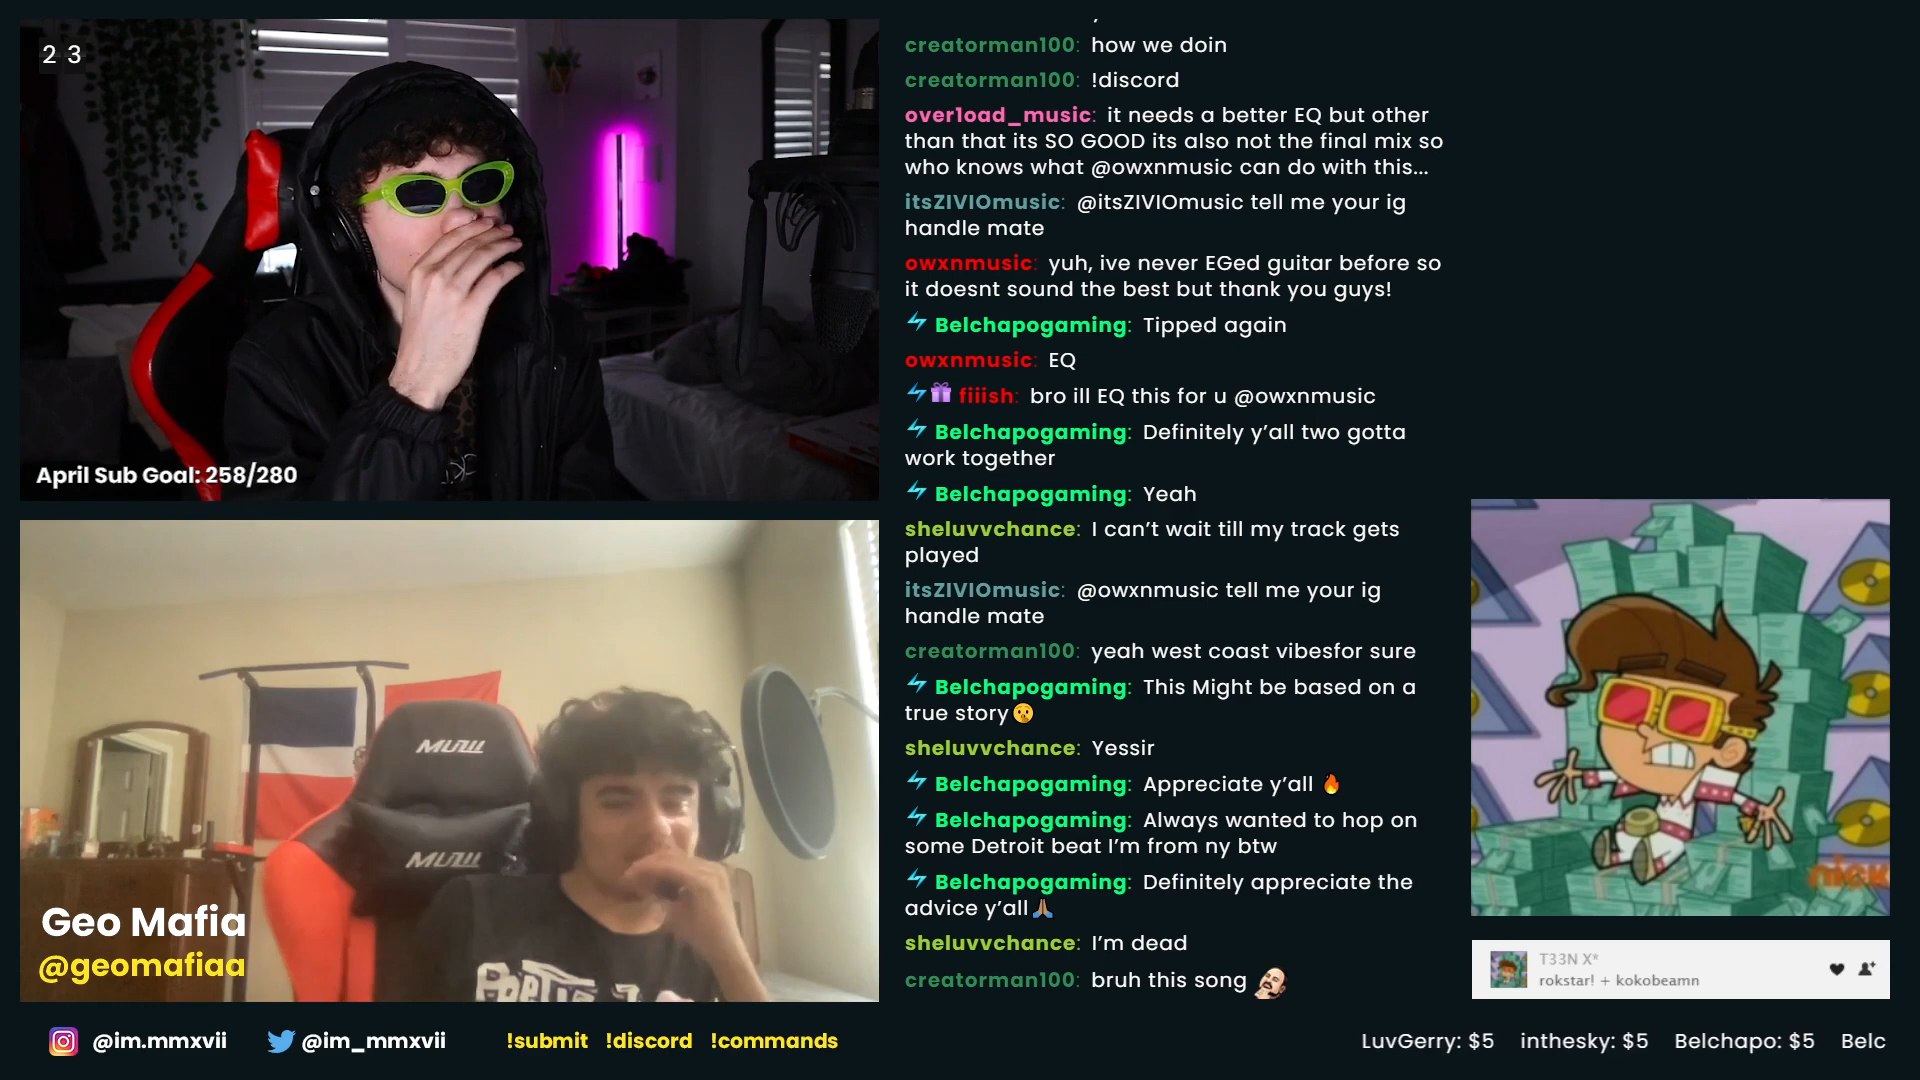 2 3
April Sub Goal: 258/280
MUW
MUW
Geo Mafia
@geomafiaa
creatorman100: how we doin
creatorman100: !discord
over1oad_music: it needs a better EQ but other
than that its SO GOOD its also not the final mix so
who knows what @owxnmusic can do with this...
itsZIVIOmusic: @itsZIVIOmusic tell me your ig
handle mate
owxnmusic: yuh, ive never EGed guitar before so
it doesnt sound the best but thank you guys!
Belchapogaming: Tipped again
owxnmusic: EQ
fiiish: bro ill EQ this for u @owxnmusic
Belchapogaming: Definitely y’all two gotta
work together
Belchapogaming: Yeah
sheluvvchance: I can’t wait till my track gets
played
itsZIVIOmusic: @owxnmusic tell me your ig
handle mate
creatorman100: yeah west coast vibesfor sure
Belchapogaming: This Might be based on a
true story🤫
sheluvvchance: Yessir
Belchapogaming: Appreciate y’all 🔥
Belchapogaming: Always wanted to hop on
some Detroit beat I’m from ny btw
Belchapogaming: Definitely appreciate the
advice y’all🙏🏽
sheluvvchance: I’m dead
creatorman100: bruh this song
nick
T33N X*
rokstar! + kokobeamn
@im.mmxvii @im_mmxvii !submit !discord !commands
LuvGerry: $5 inthesky: $5 Belchapo: $5 Belc